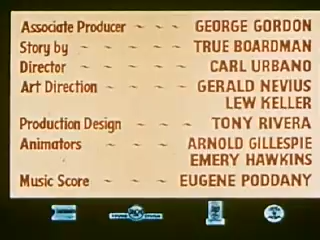 Associate Producer ~ ~ ~ GEORGE GORDON
Story by ~ ~ ~ ~ ~ TRUE BOARDMAN
Director ~ ~ ~ ~ ~ CARL URBANO
Art Direction ~ ~ ~ ~ GERALD NEVIUS
LEW KELLER
Production Design ~ ~ ~ TONY RIVERA
Animators ~ ~ ~ ~ ARNOLD GILLESPIE
EMERY HAWKINS
Music Score ~ ~ ~ EUGENE PODDANY